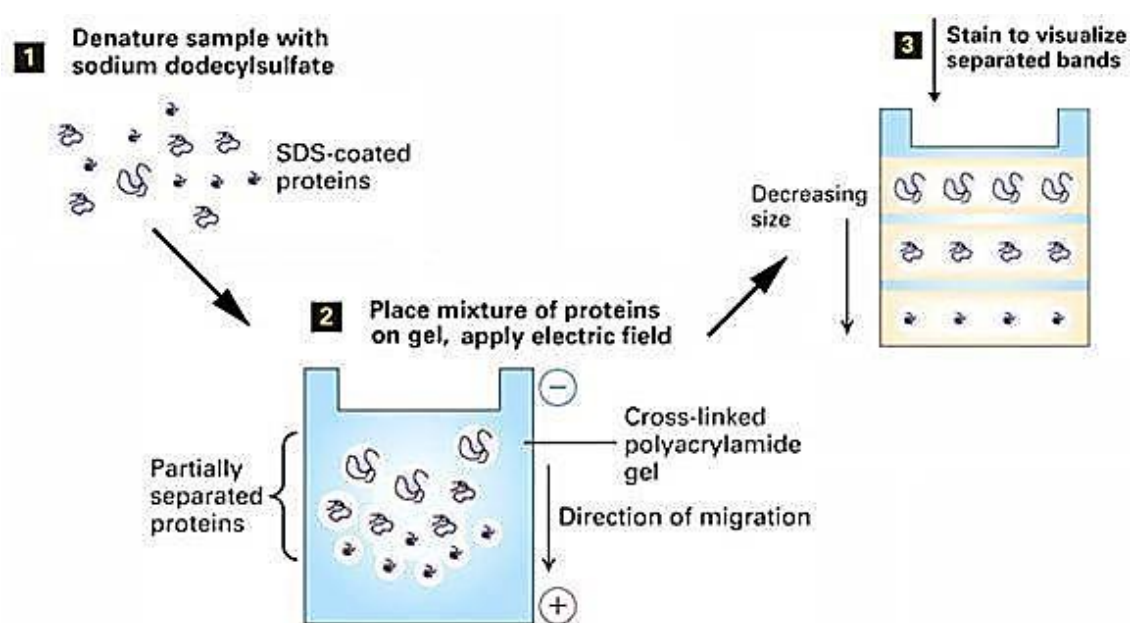 1 Denature sample with
sodium dodecylsulfate
SDS-coated
proteins
2 Place mixture of proteins
on gel, apply electric field
−
Partially
separated
proteins
Cross-linked
polyacrylamide
gel
Direction of migration
+
3 Stain to visualize
separated bands
Decreasing
size